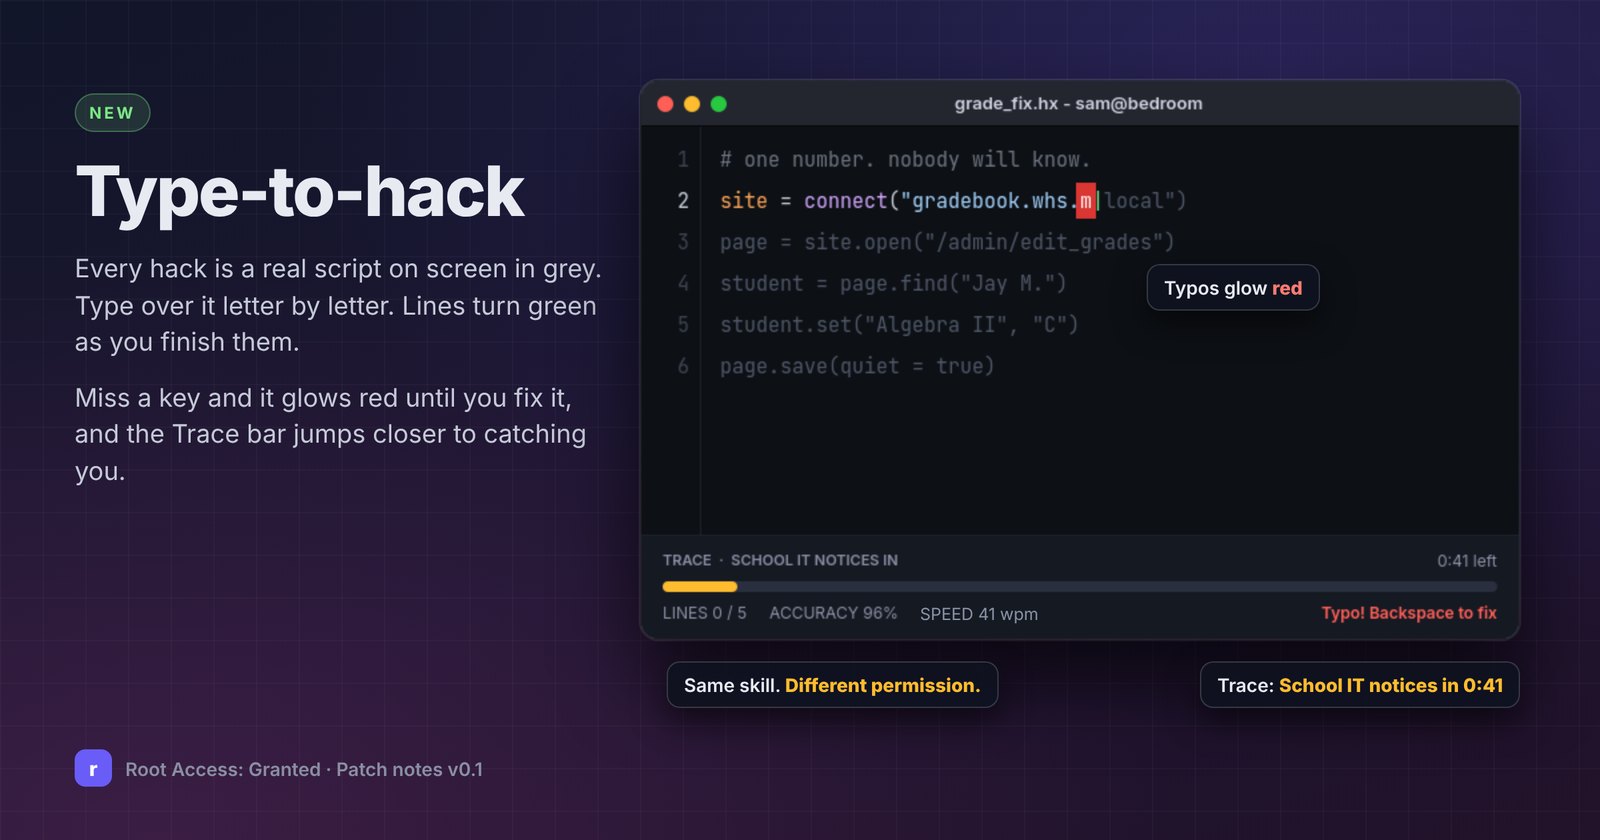 NEW
Type-to-hack
Every hack is a real script on screen in grey.
Type over it letter by letter. Lines turn green
as you finish them.
Miss a key and it glows red until you fix it,
and the Trace bar jumps closer to catching
you.
r
Root Access: Granted · Patch notes v0.1
grade_fix.hx - sam@bedroom
1 # one number. nobody will know.
2 site = connect("gradebook.whs.mlocal")
3 page = site.open("/admin/edit_grades")
4 student = page.find("Jay M.")
5 student.set("Algebra II", "C")
6 page.save(quiet = true)
Typos glow red
TRACE · SCHOOL IT NOTICES IN 0:41 left
LINES 0 / 5 ACCURACY 96% SPEED 41 wpm Typo! Backspace to fix
Same skill. Different permission.
Trace: School IT notices in 0:41